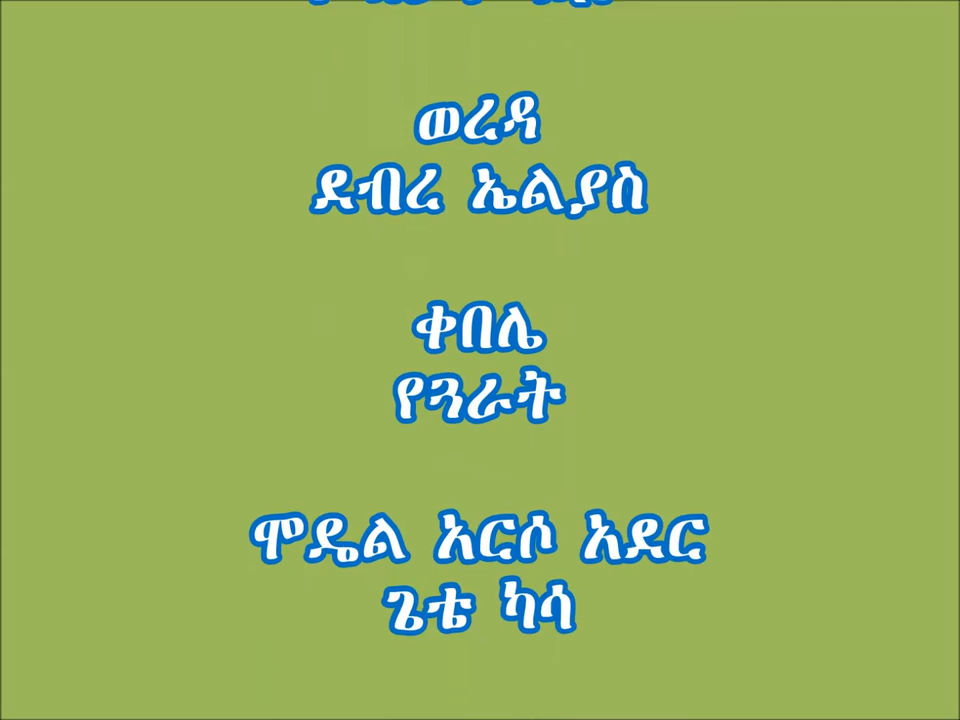 ወረዳ
ደብረ ኤልያስ
ቀበሌ
የጓራት
ሞዴል አርሶ አደር
ጌቴ ካሳ